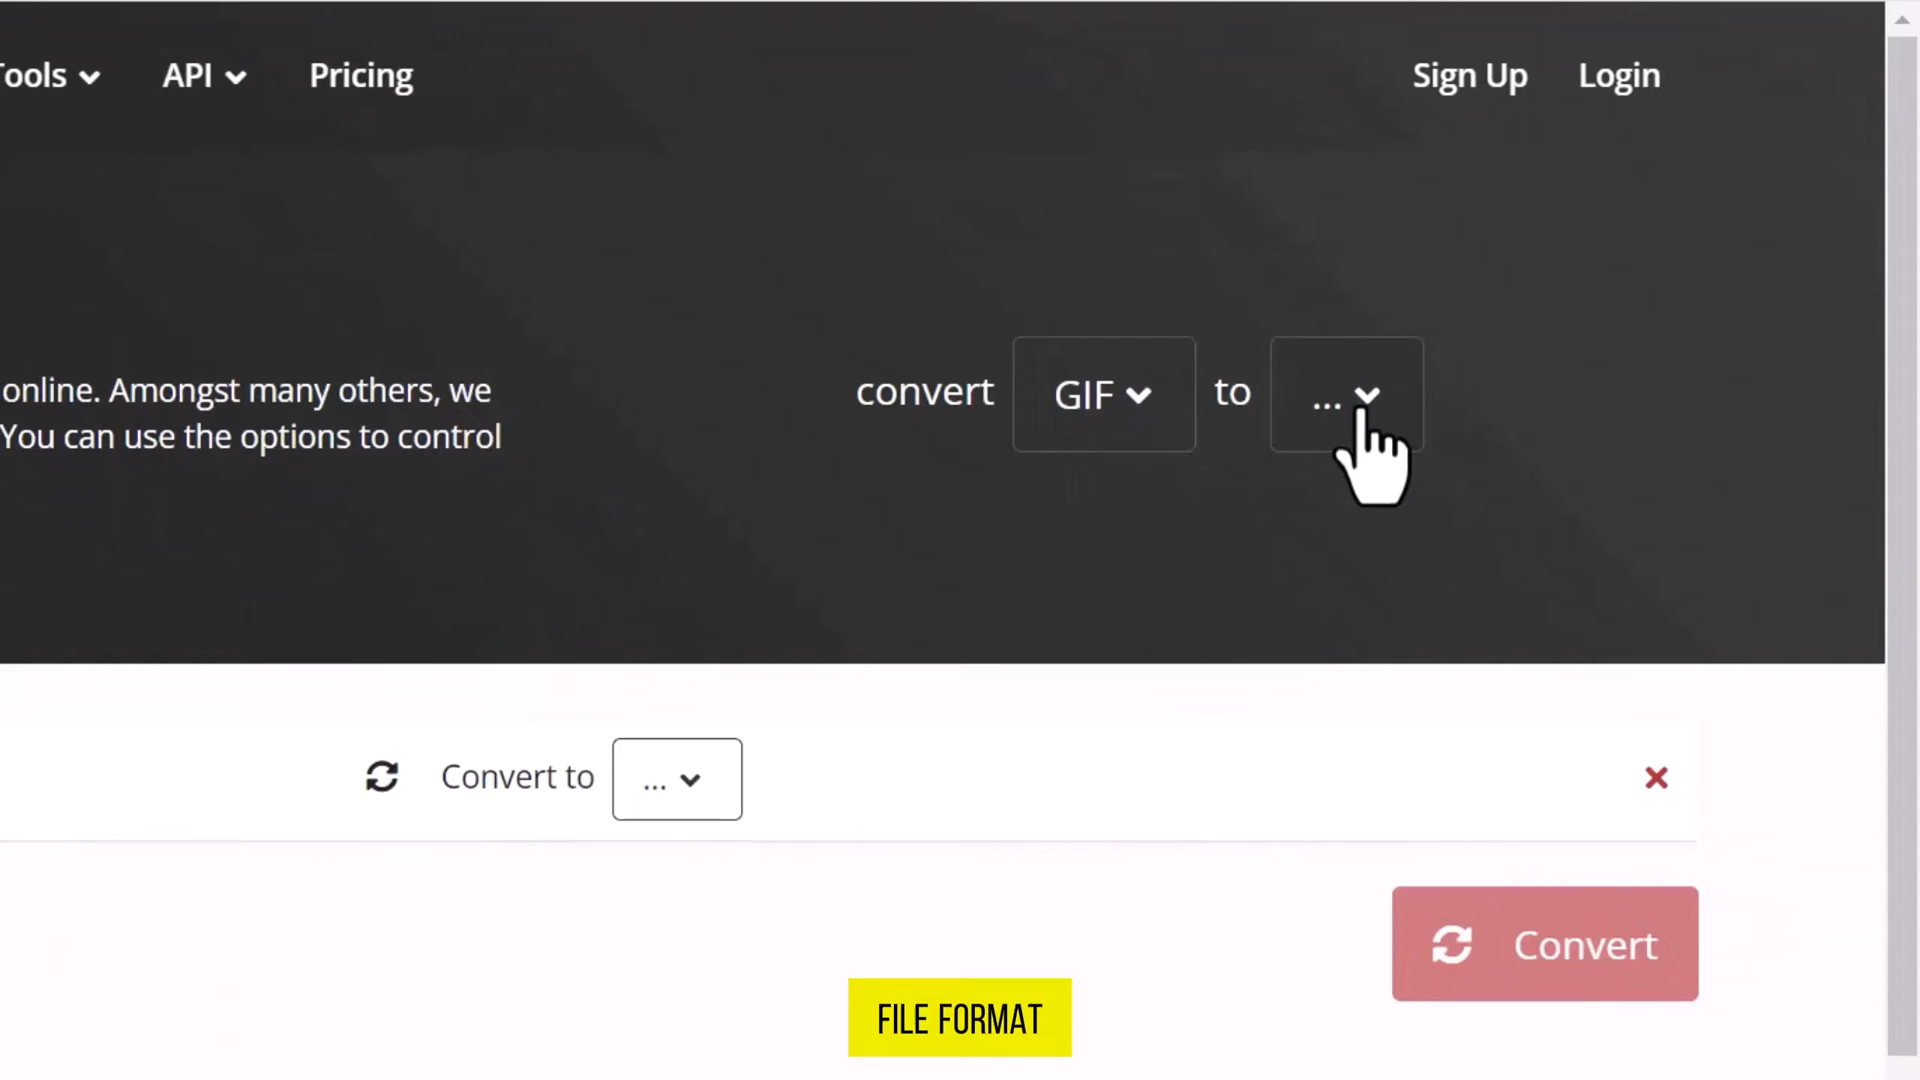 Tools API Pricing Sign Up Login
online. Amongst many others, we
You can use the options to control
convert GIF to ...
Convert to ...
Convert
FILE FORMAT